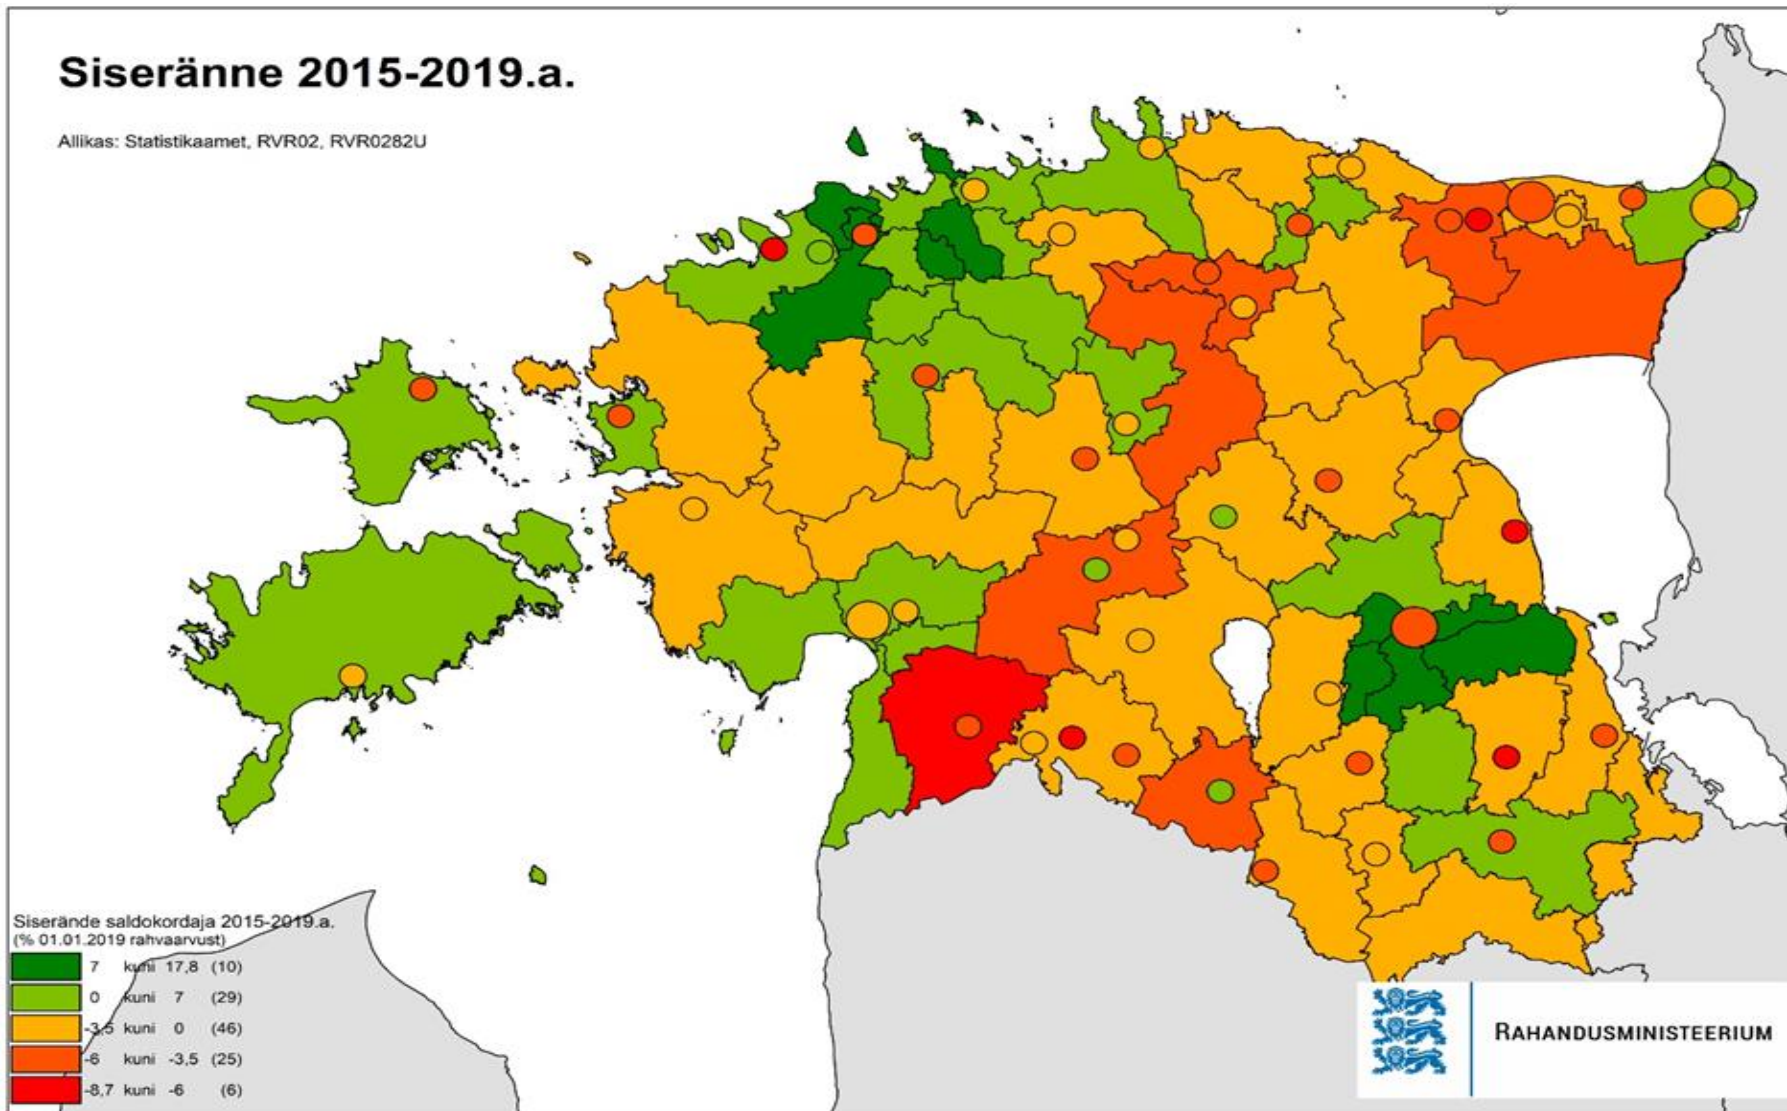 Siseränne 2015-2019.a.
Allikas: Statistikaamet, RVR02, RVR0282U
Siserände saldokordaja 2015-2019.a.
(% 01.01.2019 rahvaarvust)
7 kuni 17,8 (10)
0 kuni 7 (29)
-3,5 kuni 0 (46)
-6 kuni -3,5 (25)
-8,7 kuni -6 (6)
RAHANDUSMINISTEERIUM